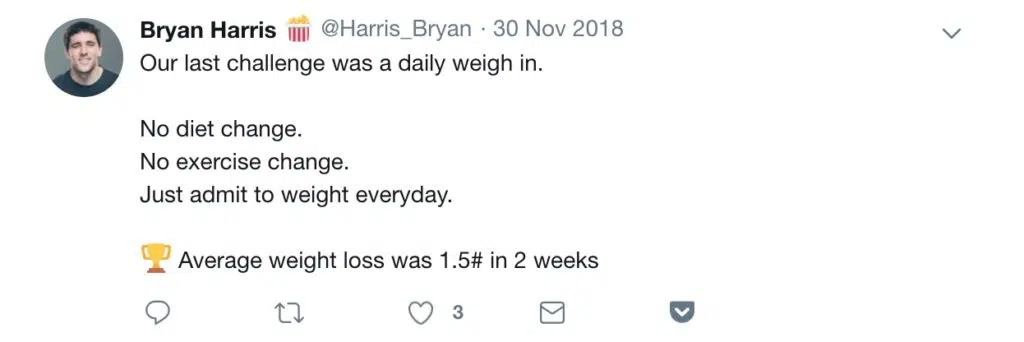 Bryan Harris 🍿 @Harris_Bryan · 30 Nov 2018
Our last challenge was a daily weigh in.
No diet change.
No exercise change.
Just admit to weight everyday.
🏆 Average weight loss was 1.5# in 2 weeks
3